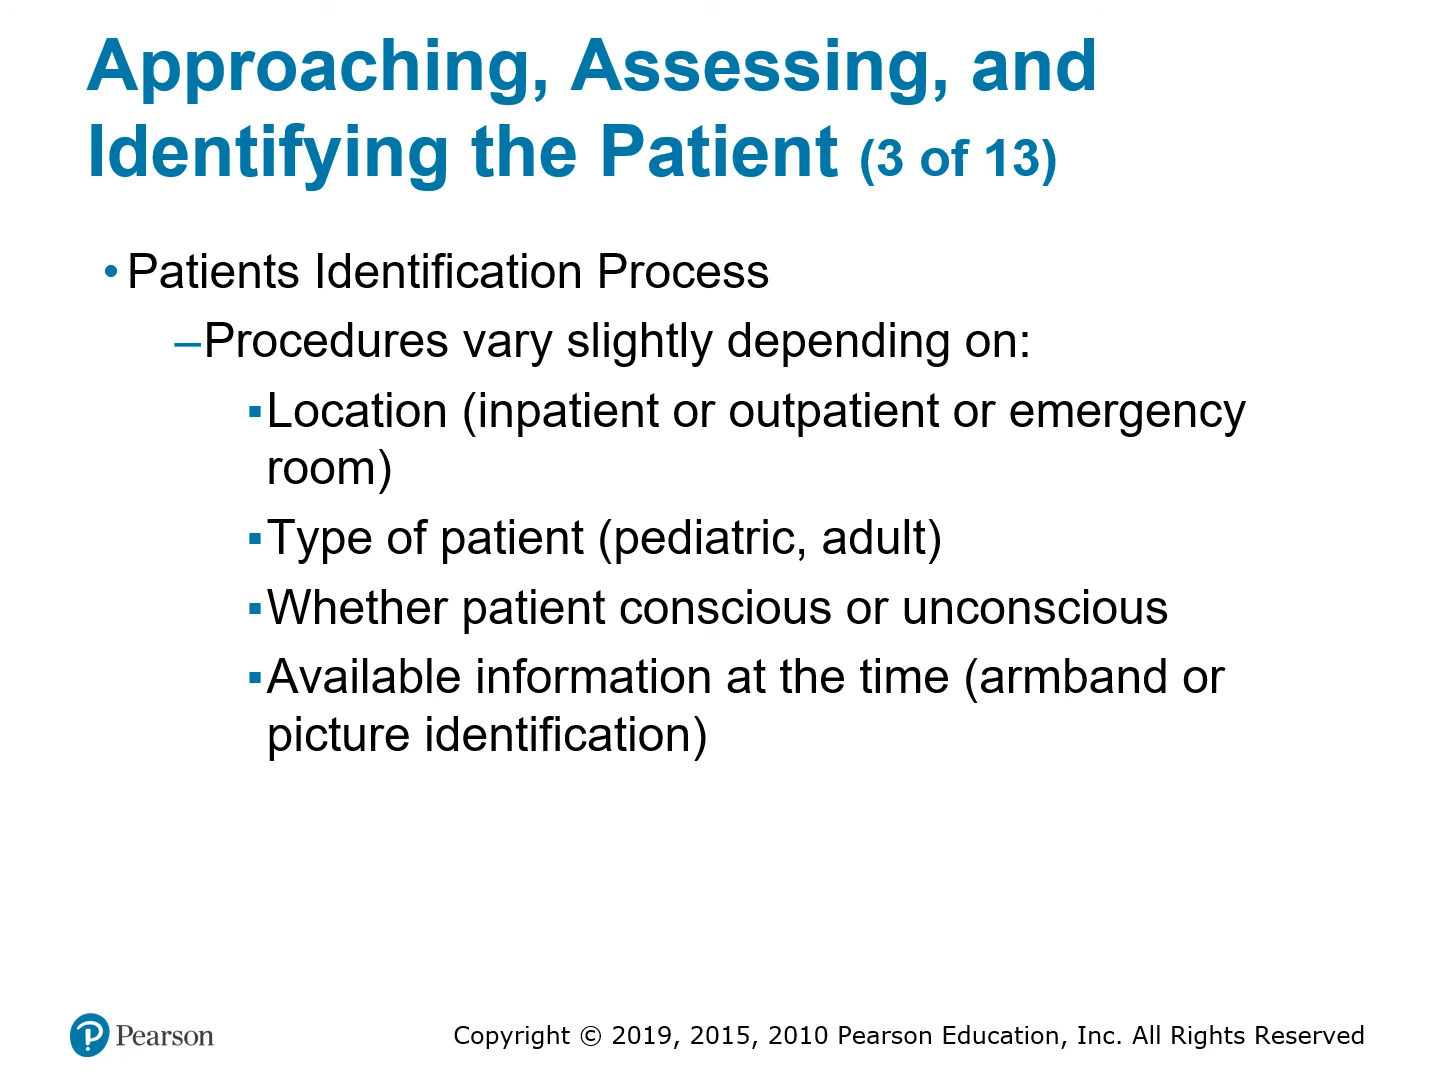 Approaching, Assessing, and
Identifying the Patient (3 of 13)
• Patients Identification Process
–Procedures vary slightly depending on:
▪Location (inpatient or outpatient or emergency
room)
▪Type of patient (pediatric, adult)
▪Whether patient conscious or unconscious
▪Available information at the time (armband or
picture identification)
Pearson
Copyright © 2019, 2015, 2010 Pearson Education, Inc. All Rights Reserved